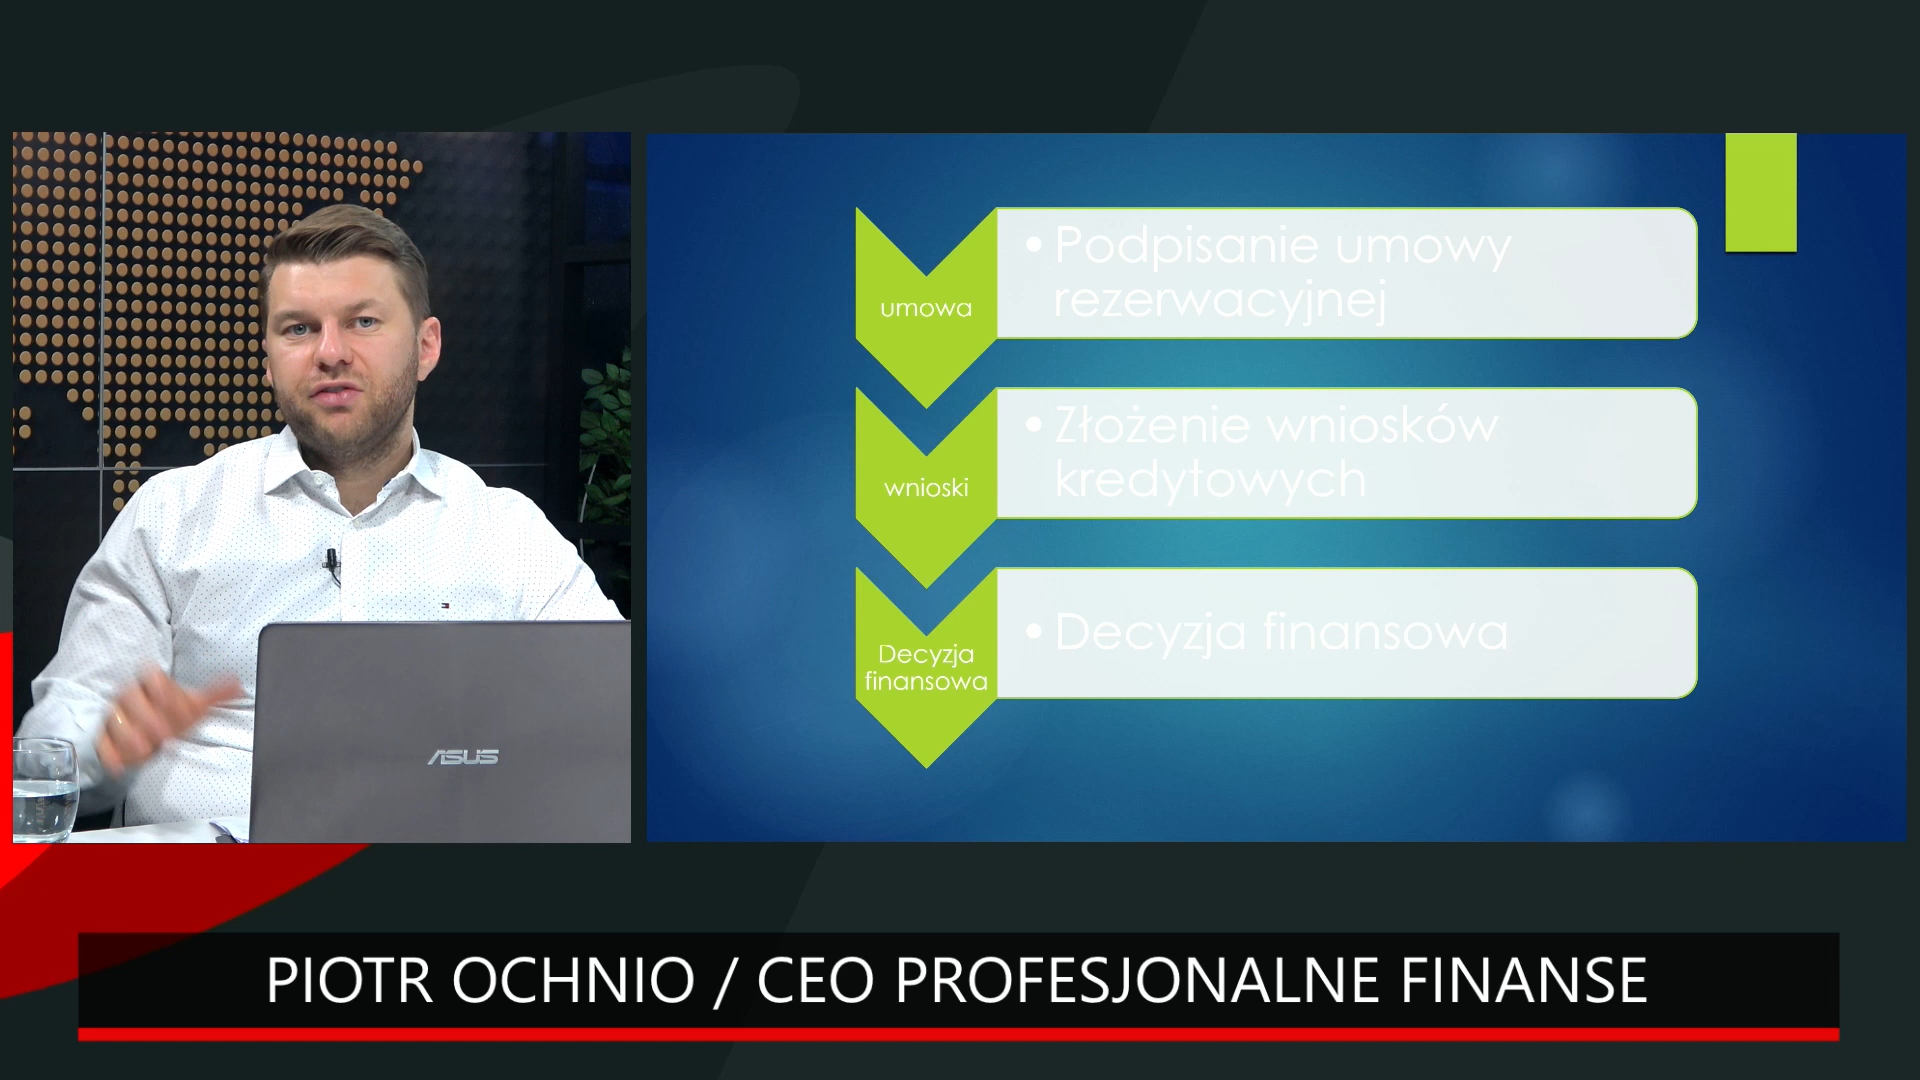 umowa
• Podpisanie umowy
rezerwacyjnej
wnioski
• Złożenie wniosków
kredytowych
Decyzja
finansowa
• Decyzja finansowa
ASUS
PIOTR OCHNIO / CEO PROFESJONALNE FINANSE